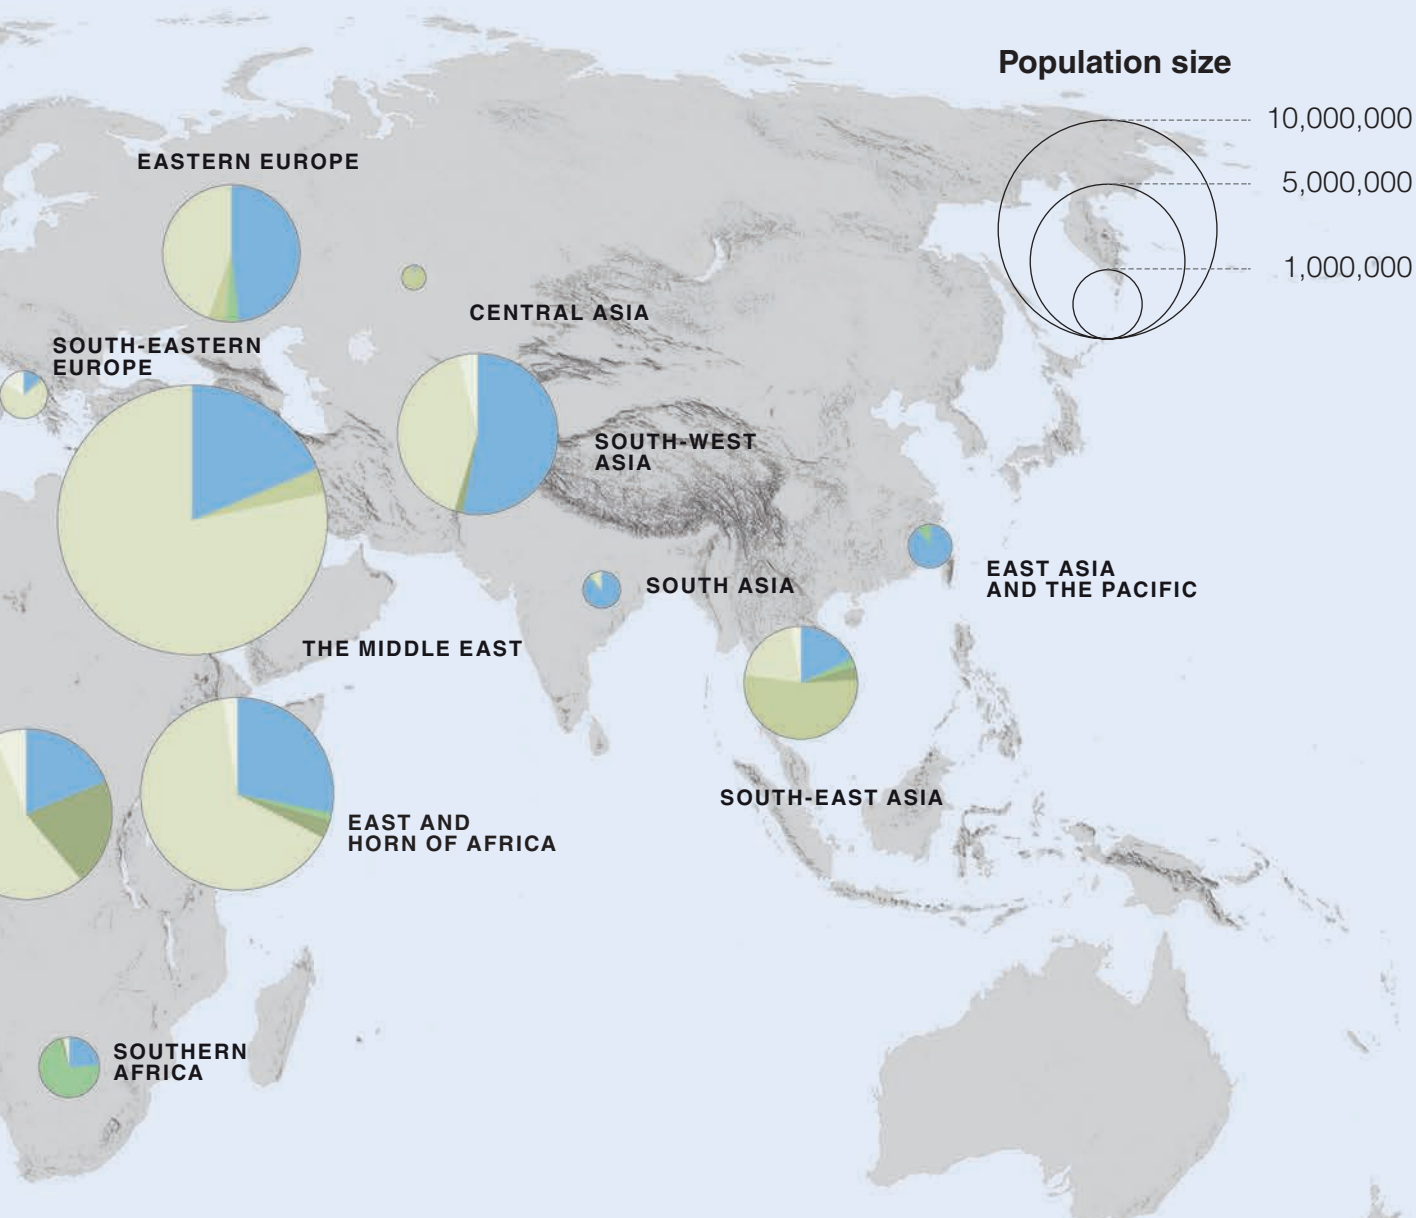 Population size
10,000,000
5,000,000
1,000,000
EASTERN EUROPE
CENTRAL ASIA
SOUTH-EASTERN
EUROPE
SOUTH-WEST
ASIA
EAST ASIA
AND THE PACIFIC
SOUTH ASIA
THE MIDDLE EAST
SOUTH-EAST ASIA
EAST AND
HORN OF AFRICA
SOUTHERN
AFRICA